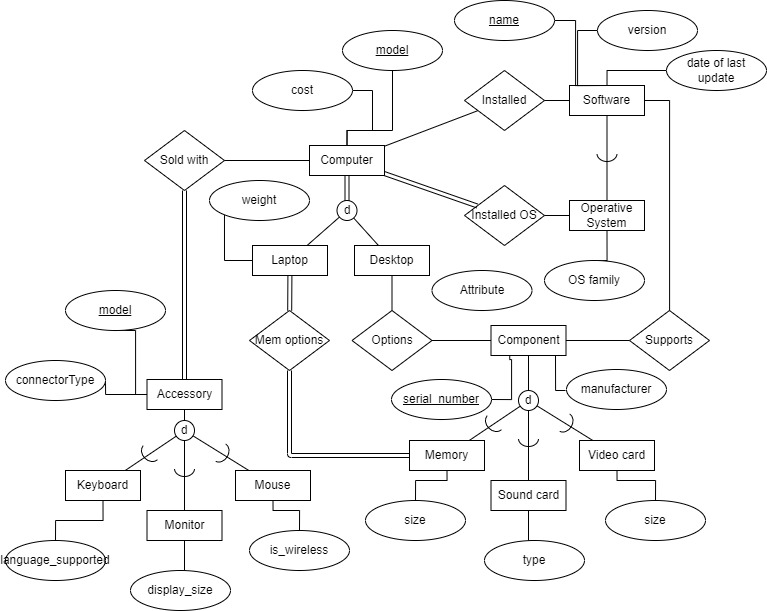 name
version
model
date of last
update
cost
Installed
Software
Sold with
Computer
weight
d
Installed OS
Operative
System
Laptop
Desktop
OS family
Attribute
model
Mem options
Options
Component
Supports
connectorType
Accessory
serial_number
d
manufacturer
d
Memory
Video card
Keyboard
Mouse
Sound card
Monitor
size
size
language_supported
is_wireless
type
display_size